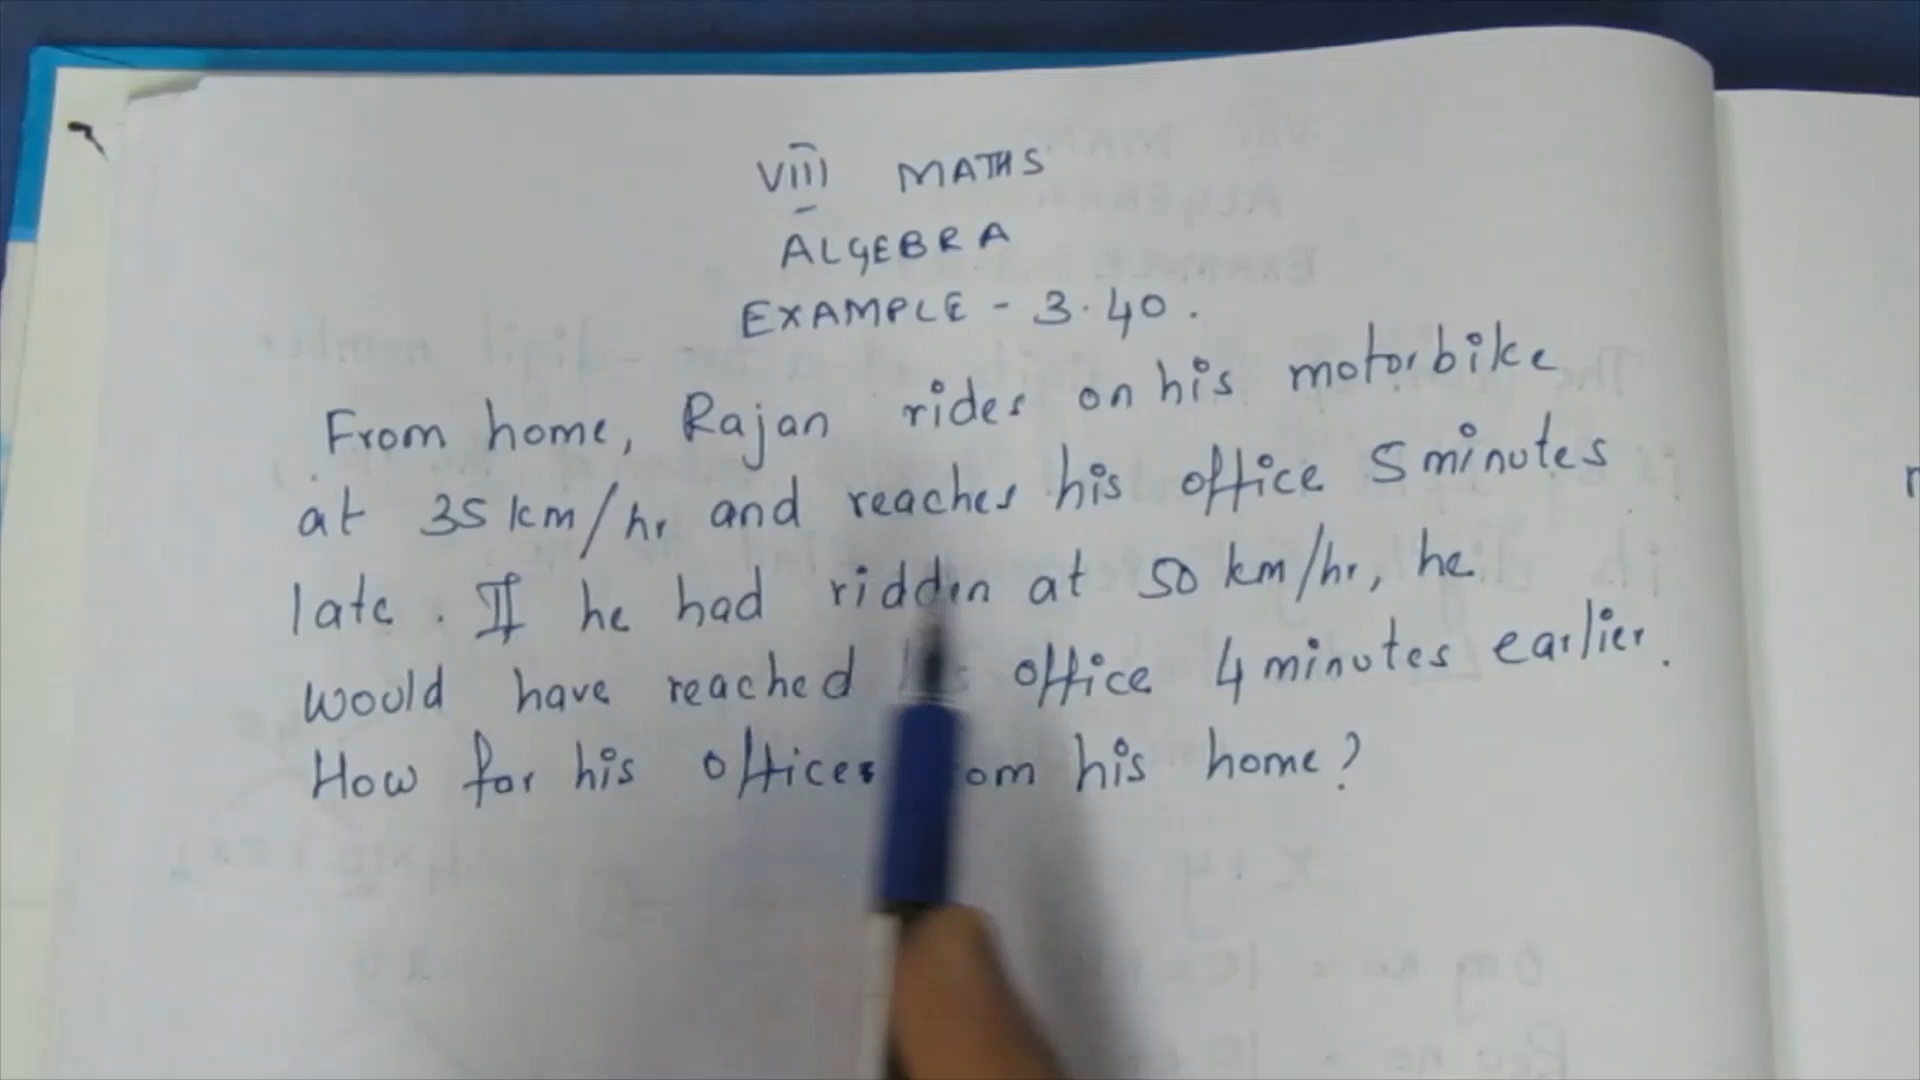 VIII MATHS
ALGEBRA
EXAMPLE - 3.40.
From home, Rajan rides on his motorbike
at 35 km/hr and reaches his office 5 minutes
late. If he had ridden at 50 km/hr, he
would have reached office 4 minutes earlier.
How far his office his home?